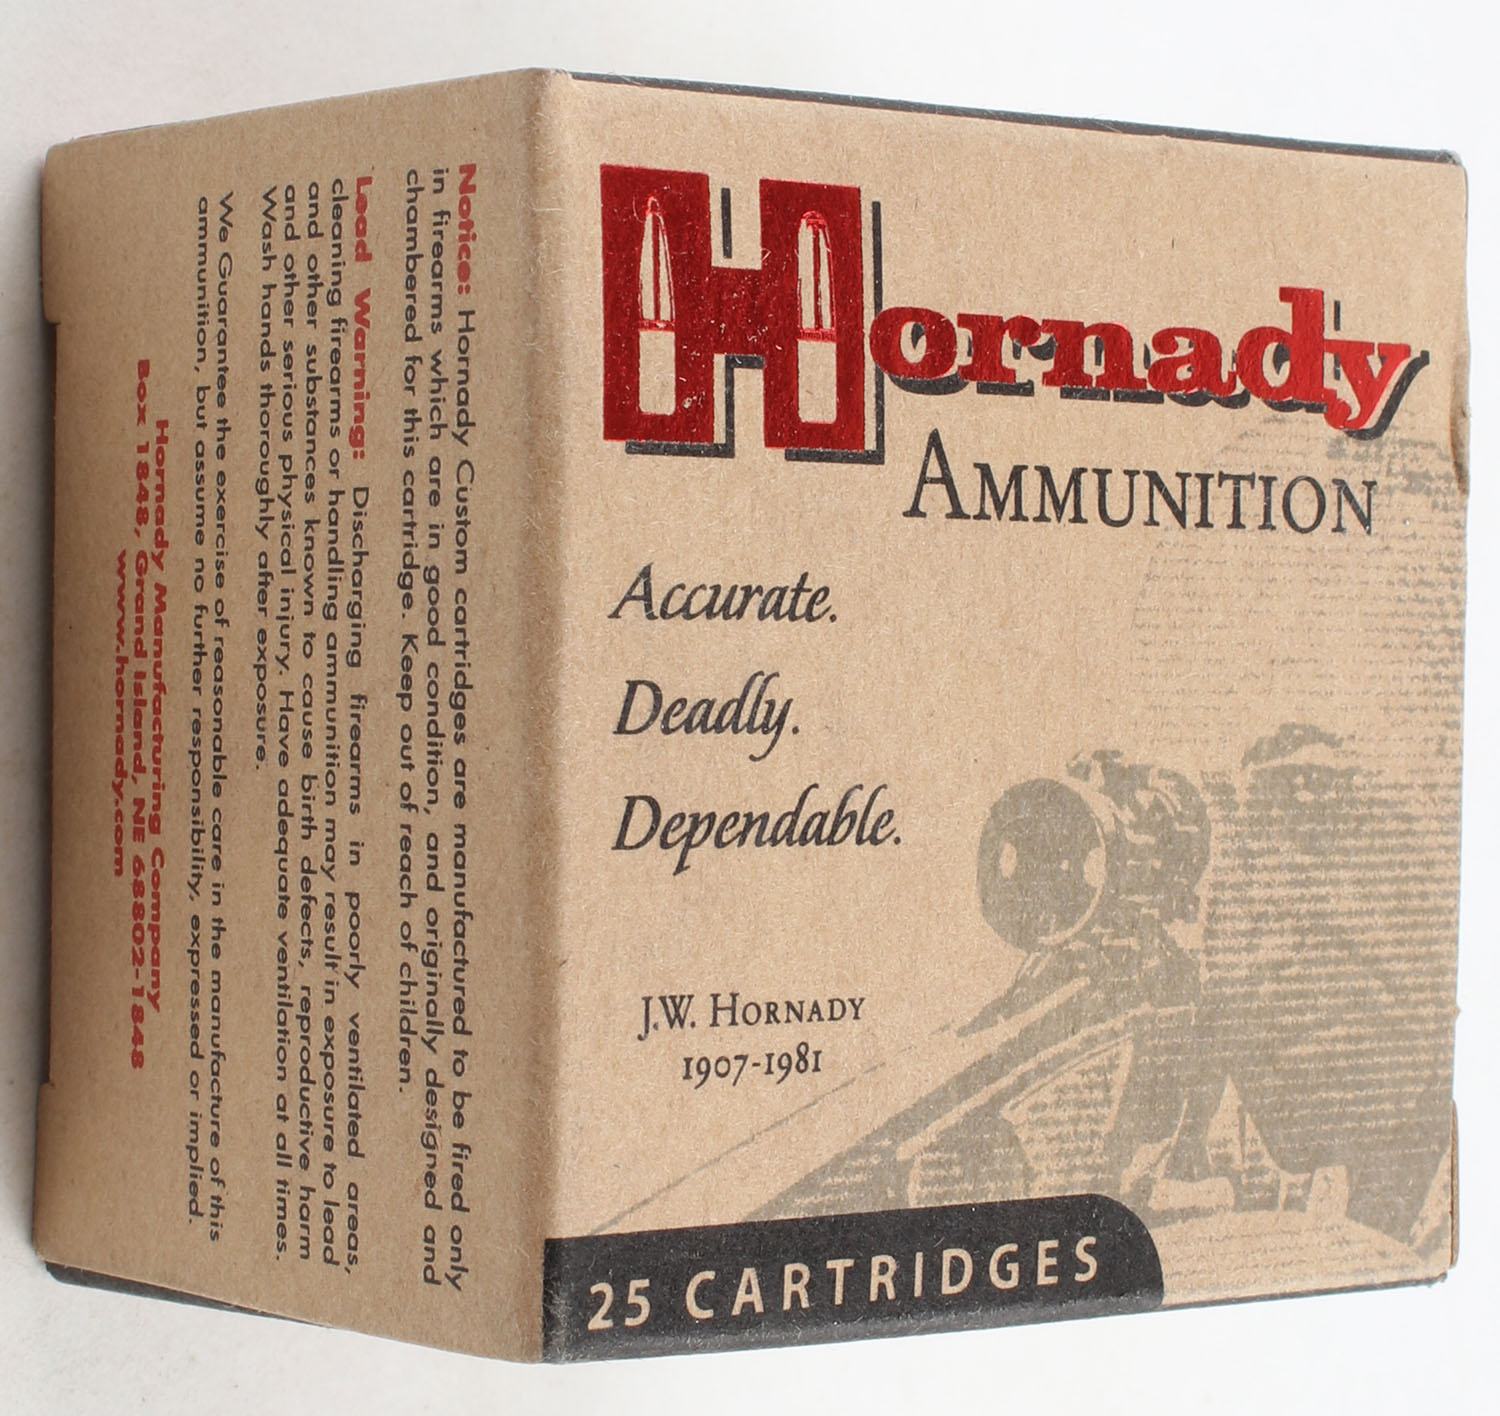 Hornady
AMMUNITION
Accurate.
Deadly.
Dependable.
J.W. HORNADY
1907-1981
25 CARTRIDGES
Notice: Hornady Custom cartridges are manufactured to be fired only
in firearms which are in good condition, and originally designed and
chambered for this cartridge. Keep out of reach of children.
Lead Warning: Discharging firearms in poorly ventilated areas,
cleaning firearms or handling ammunition may result in exposure to lead
and other substances known to cause birth defects, reproductive harm
and other serious physical injury. Have adequate ventilation at all times.
Wash hands thoroughly after exposure.
We Guarantee the exercise of reasonable care in the manufacture of this
ammunition, but assume no further responsibility, expressed or implied.
Hornady Manufacturing Company
Box 1848, Grand Island, NE 68802-1848
www.hornady.com